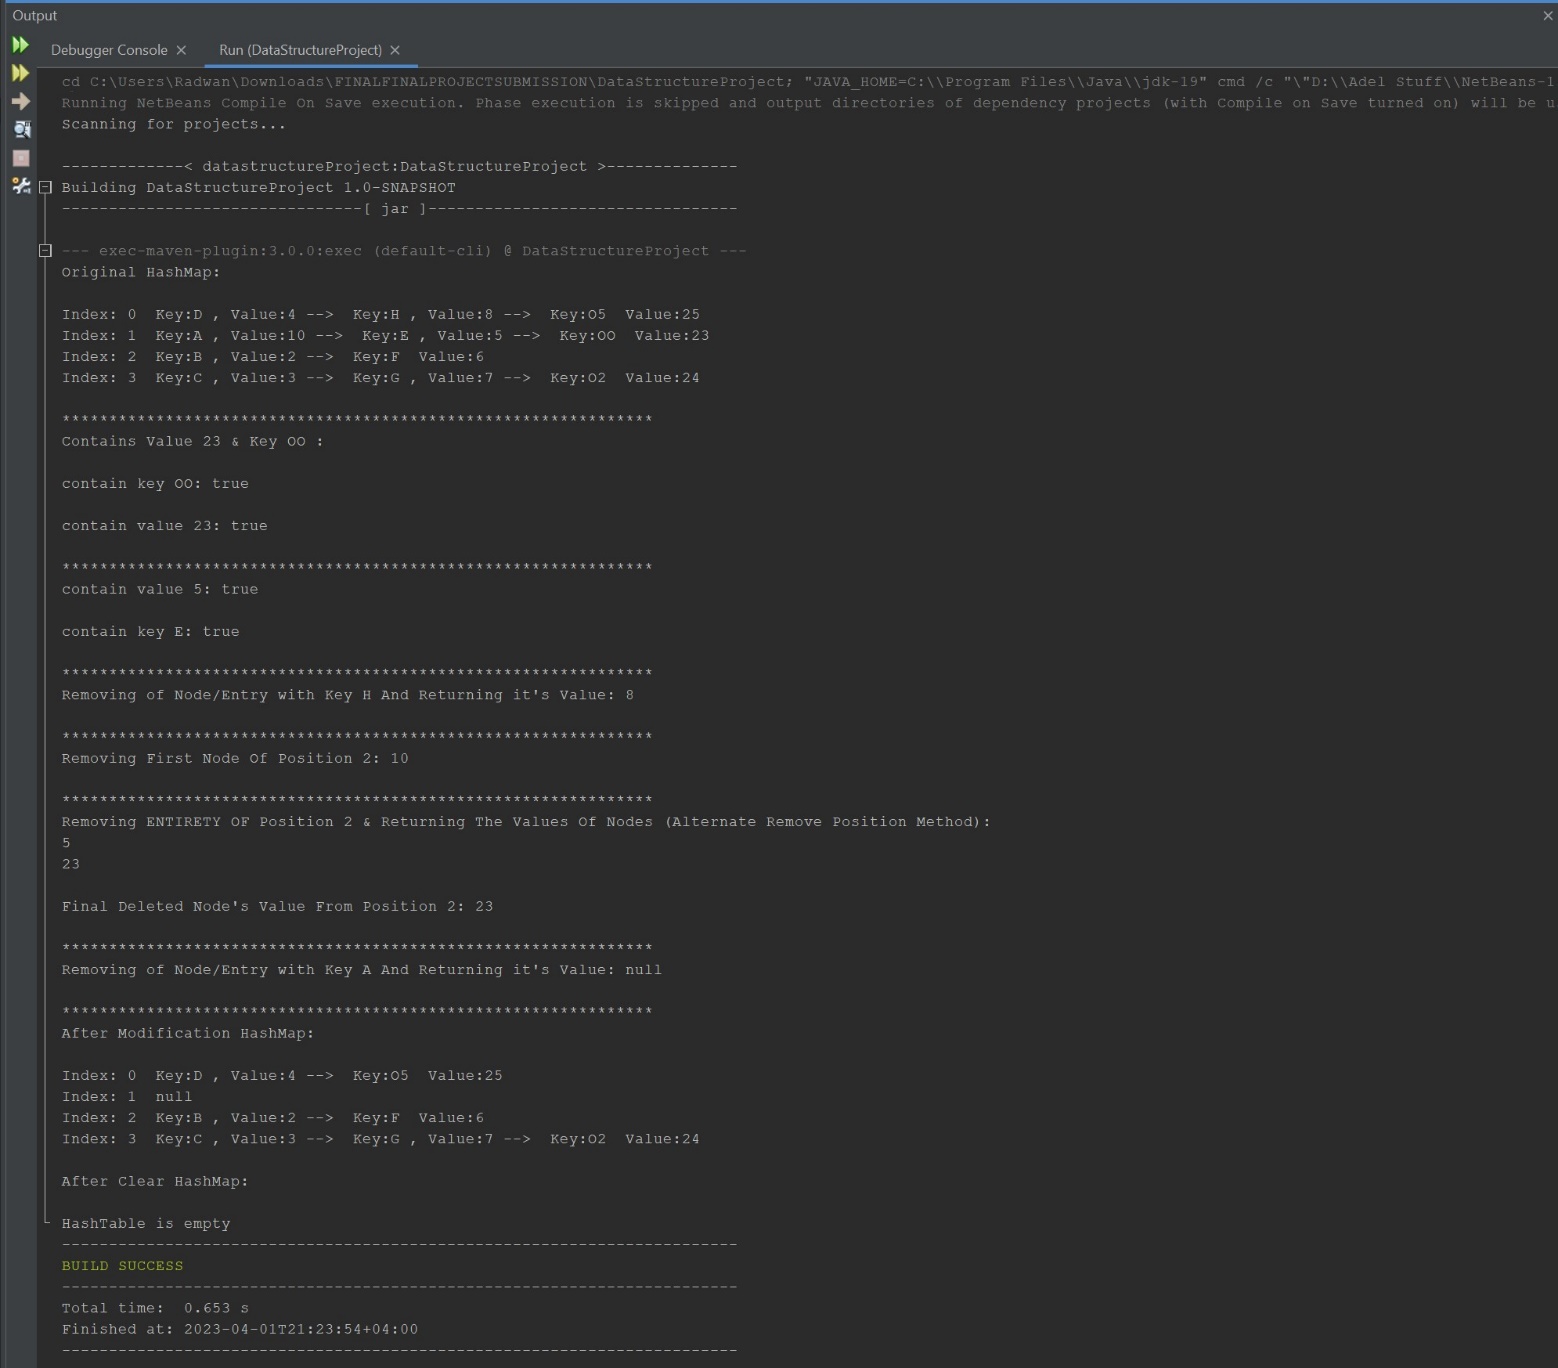 Output
Debugger Console
Run (DataStructureProject)
cd C:\Users\Radwan\Downloads\FINALFINALPROJECTSUBMISSION\DataStructureProject; "JAVA_HOME=C:\\Program Files\\Java\\jdk-19" cmd /c "\"D:\\Adel Stuff\\NetBeans-1
Running NetBeans Compile On Save execution. Phase execution is skipped and output directories of dependency projects (with Compile on Save turned on) will be u
Scanning for projects...
-------------< datastructureProject:DataStructureProject >--------------
Building DataStructureProject 1.0-SNAPSHOT
--------------------------------[ jar ]---------------------------------
--- exec-maven-plugin:3.0.0:exec (default-cli) @ DataStructureProject ---
Original HashMap:
Index: 0  Key:D , Value:4 -->  Key:H , Value:8 -->  Key:O5  Value:25
Index: 1  Key:A , Value:10 -->  Key:E , Value:5 -->  Key:OO  Value:23
Index: 2  Key:B , Value:2 -->  Key:F  Value:6
Index: 3  Key:C , Value:3 -->  Key:G , Value:7 -->  Key:O2  Value:24
***************************************************************
Contains Value 23 & Key OO :
contain key OO: true
contain value 23: true
***************************************************************
contain value 5: true
contain key E: true
***************************************************************
Removing of Node/Entry with Key H And Returning it's Value: 8
***************************************************************
Removing First Node Of Position 2: 10
***************************************************************
Removing ENTIRETY OF Position 2 & Returning The Values Of Nodes (Alternate Remove Position Method):
5
23
Final Deleted Node's Value From Position 2: 23
***************************************************************
Removing of Node/Entry with Key A And Returning it's Value: null
***************************************************************
After Modification HashMap:
Index: 0  Key:D , Value:4 -->  Key:O5  Value:25
Index: 1  null
Index: 2  Key:B , Value:2 -->  Key:F  Value:6
Index: 3  Key:C , Value:3 -->  Key:G , Value:7 -->  Key:O2  Value:24
After Clear HashMap:
HashTable is empty
------------------------------------------------------------------------
BUILD SUCCESS
------------------------------------------------------------------------
Total time:  0.653 s
Finished at: 2023-04-01T21:23:54+04:00
------------------------------------------------------------------------